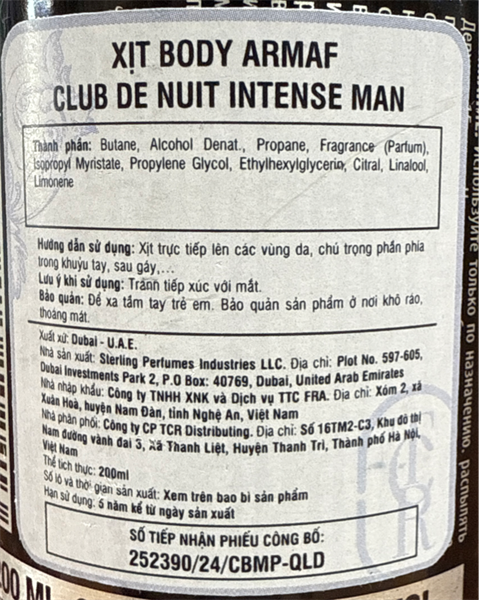 XỊT BODY ARMAF
CLUB DE NUIT INTENSE MAN
Thành phần: Butane, Alcohol Denat., Propane, Fragrance (Parfum),
Isopropyl Myristate, Propylene Glycol, Ethylhexylglycerin, Citral, Linalool,
Limonene
Hướng dẫn sử dụng: Xịt trực tiếp lên các vùng da, chú trọng phần phía
trong khuỷu tay, sau gáy,...
Lưu ý khi sử dụng: Tránh tiếp xúc với mắt.
Bảo quản: Để xa tầm tay trẻ em. Bảo quản sản phẩm ở nơi khô ráo,
thoáng mát.
Xuất xứ: Dubai - U.A.E.
Nhà sản xuất: Sterling Perfumes Industries LLC. Địa chỉ: Plot No. 597-605,
Dubai Investments Park 2, P.O Box: 40769, Dubai, United Arab Emirates
Nhà nhập khẩu: Công ty TNHH XNK và Dịch vụ TTC FRA. Địa chỉ: Xóm 2, xã
Xuân Hoà, huyện Nam Đàn, tỉnh Nghệ An, Việt Nam
Nhà phân phối: Công ty CP TCR Distributing. Địa chỉ: Số 16TM2-C3, Khu đô thị
Nam đường vành đai 3, Xã Thanh Liệt, Huyện Thanh Trì, Thành phố Hà Nội,
Việt Nam
Thể tích thực: 200ml
Số lô và thời gian sản xuất: Xem trên bao bì sản phẩm
Hạn sử dụng: 5 năm kể từ ngày sản xuất
SỐ TIẾP NHẬN PHIẾU CÔNG BỐ:
252390/24/CBMP-QLD
используйте только по назначению. распылять